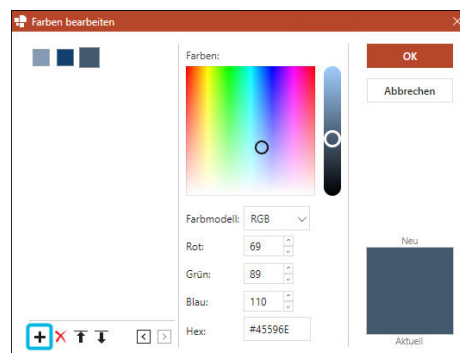 Farben bearbeiten
Farben:
OK
Abbrechen
Farbmodell: RGB
Rot: 69
Grün: 89
Blau: 110
Hex: #45596E
Neu
Aktuell